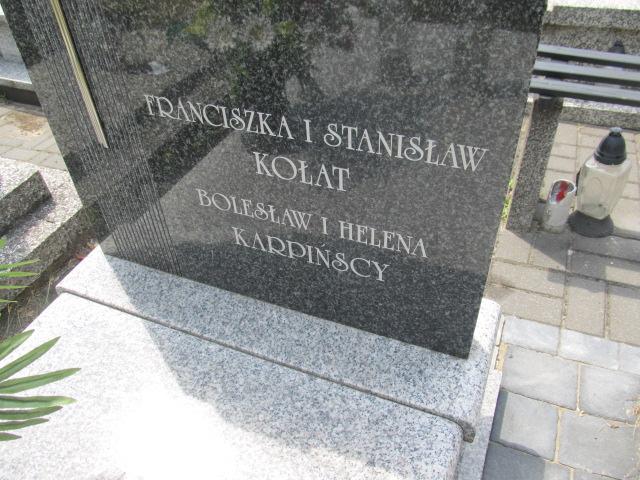 FRANCISZKA I STANISŁAW
KOŁAT
BOLESŁAW I HELENA
KARPIŃSCY